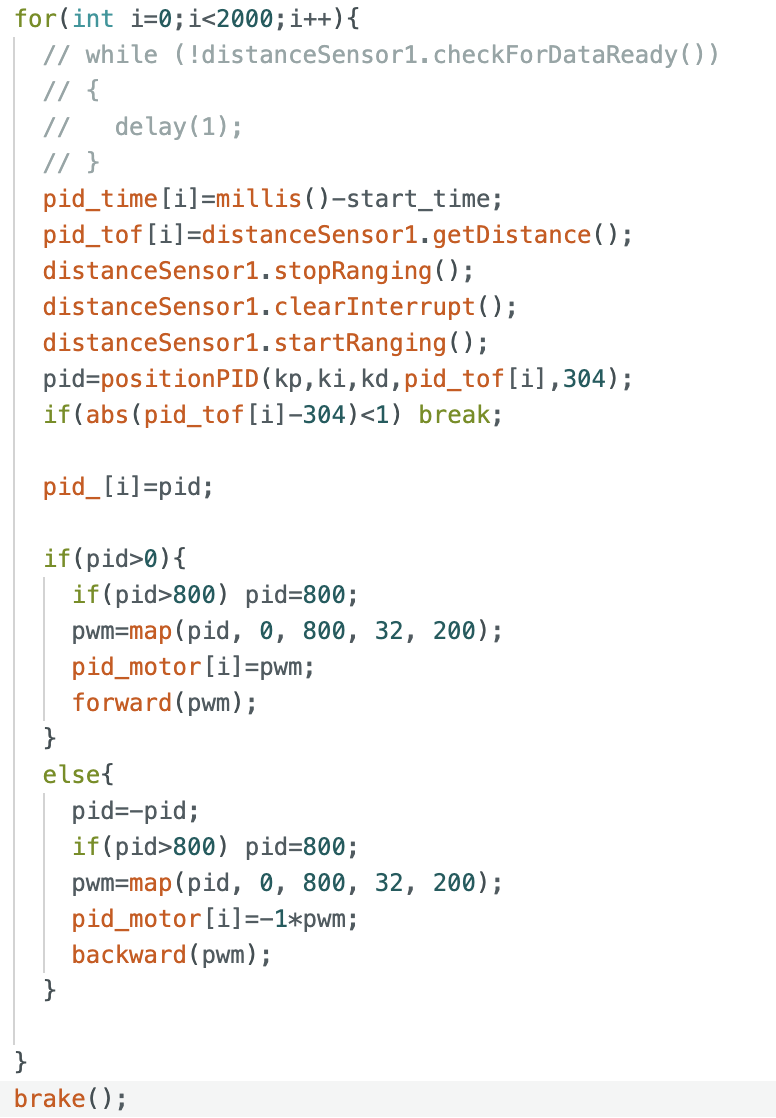 for(int i=0;i<2000;i++){
  // while (!distanceSensor1.checkForDataReady())
  // {
  //   delay(1);
  // }
  pid_time[i]=millis()-start_time;
  pid_tof[i]=distanceSensor1.getDistance();
  distanceSensor1.stopRanging();
  distanceSensor1.clearInterrupt();
  distanceSensor1.startRanging();
  pid=positionPID(kp,ki,kd,pid_tof[i],304);
  if(abs(pid_tof[i]-304)<1) break;

  pid_[i]=pid;

  if(pid>0){
    if(pid>800) pid=800;
    pwm=map(pid, 0, 800, 32, 200);
    pid_motor[i]=pwm;
    forward(pwm);
  }
  else{
    pid=-pid;
    if(pid>800) pid=800;
    pwm=map(pid, 0, 800, 32, 200);
    pid_motor[i]=-1*pwm;
    backward(pwm);
  }

}
brake();